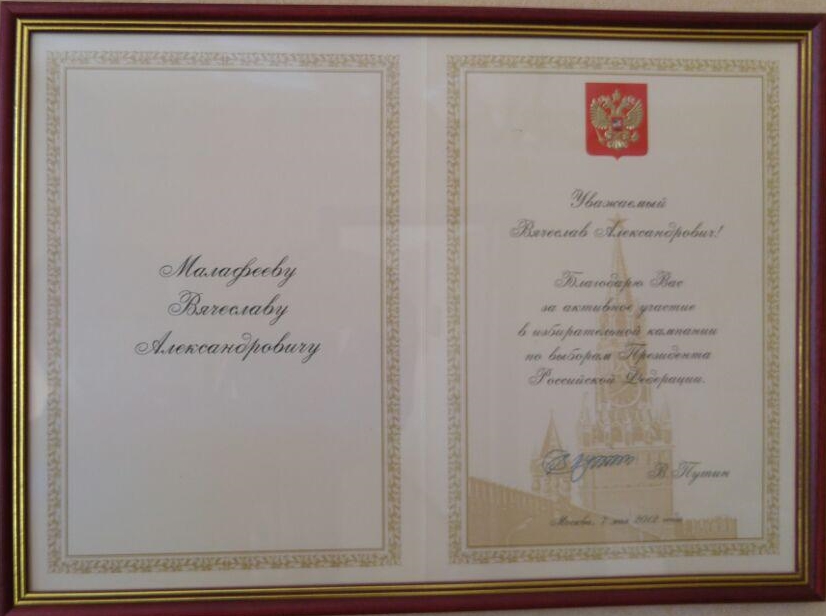 Малафееву
Вячеславу
Александровичу
Уважаемый
Вячеслав Александрович!
Благодарю Вас
за активное участие
в избирательной кампании
по выборам Президента
Российской Федерации.
В Путин
Москва, 7 мая 2012 года